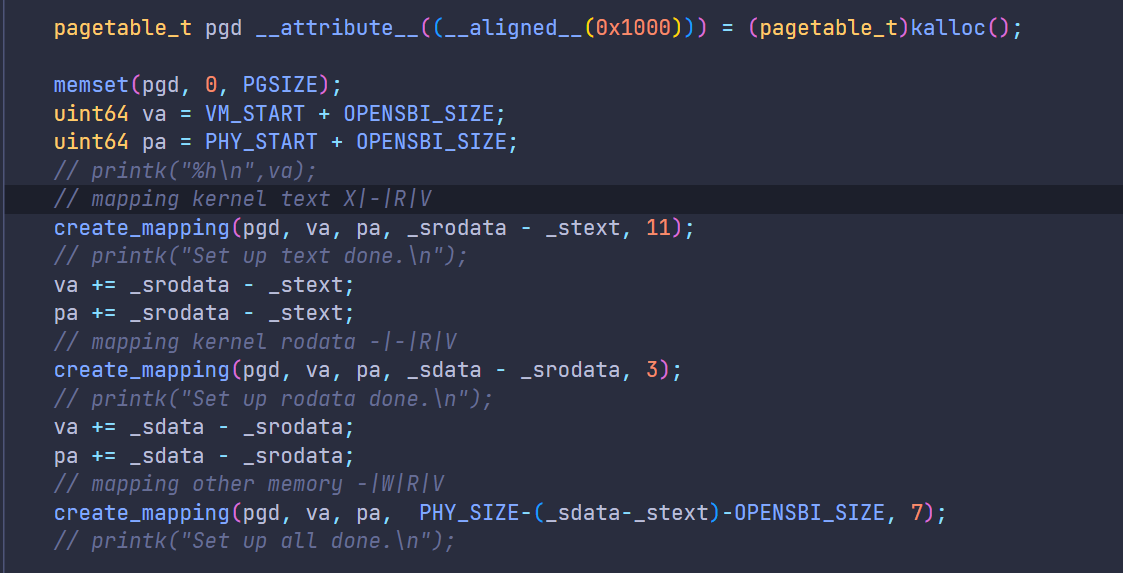 pagetable_t pgd __attribute__((__aligned__(0x1000))) = (pagetable_t)kalloc();
memset(pgd, 0, PGSIZE);
uint64 va = VM_START + OPENSBI_SIZE;
uint64 pa = PHY_START + OPENSBI_SIZE;
// printk("%h\n",va);
// mapping kernel text X|-|R|V
create_mapping(pgd, va, pa, _srodata - _stext, 11);
// printk("Set up text done.\n");
va += _srodata - _stext;
pa += _srodata - _stext;
// mapping kernel rodata -|-|R|V
create_mapping(pgd, va, pa, _sdata - _srodata, 3);
// printk("Set up rodata done.\n");
va += _sdata - _srodata;
pa += _sdata - _srodata;
// mapping other memory -|W|R|V
create_mapping(pgd, va, pa,  PHY_SIZE-(_sdata-_stext)-OPENSBI_SIZE, 7);
// printk("Set up all done.\n");